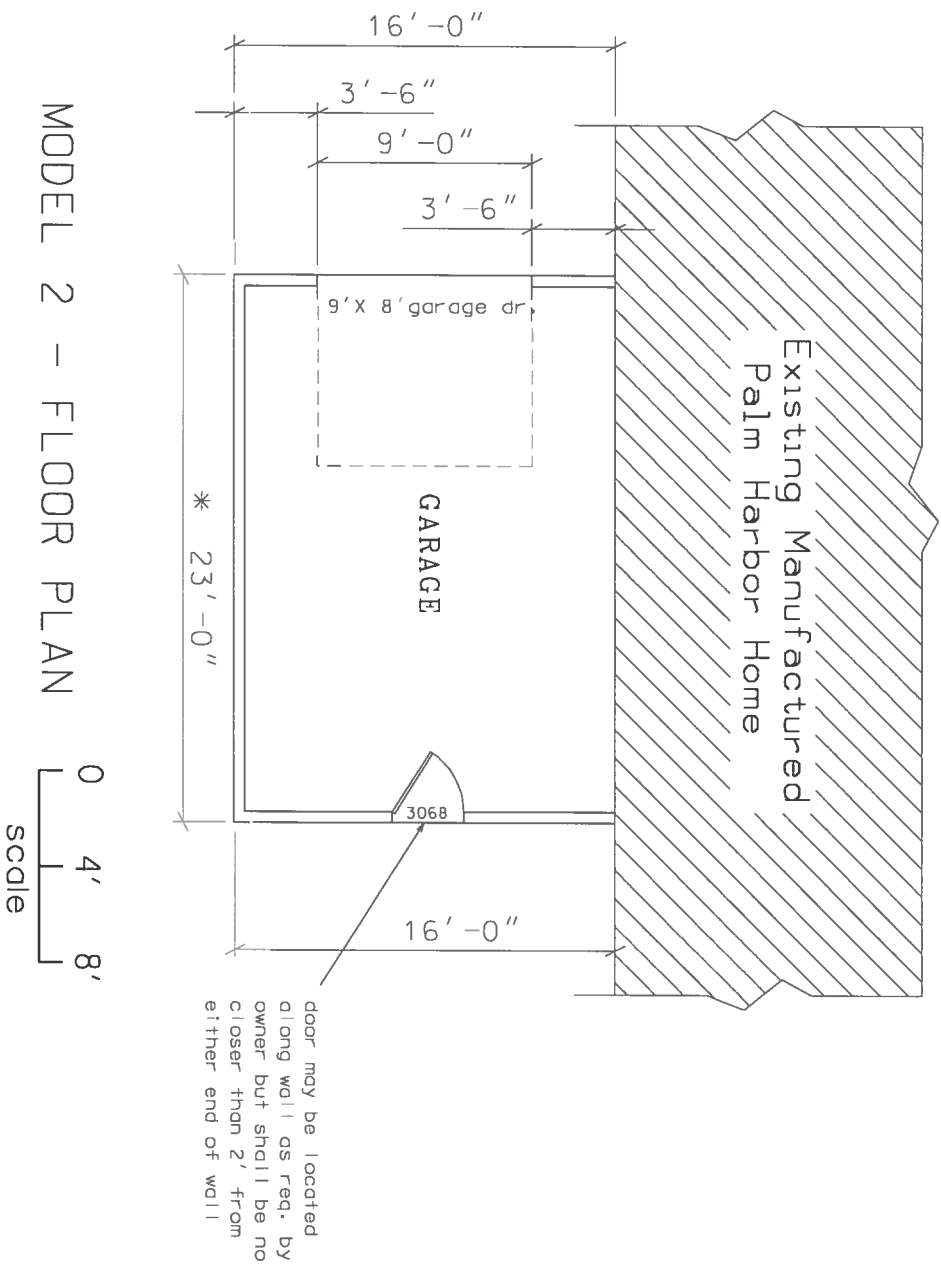 16'-0"
3'-6"
9'-0"
3'-6"
9'X 8'garage dr.
Existing Manufactured
Palm Harbor Home
GARAGE
* 23'-0"
3068
16'-0"
door may be located
along wall as req. by
owner but shall be no
closer than 2' from
either end of wall
MODEL 2 - FLOOR PLAN
0 4' 8'
scale